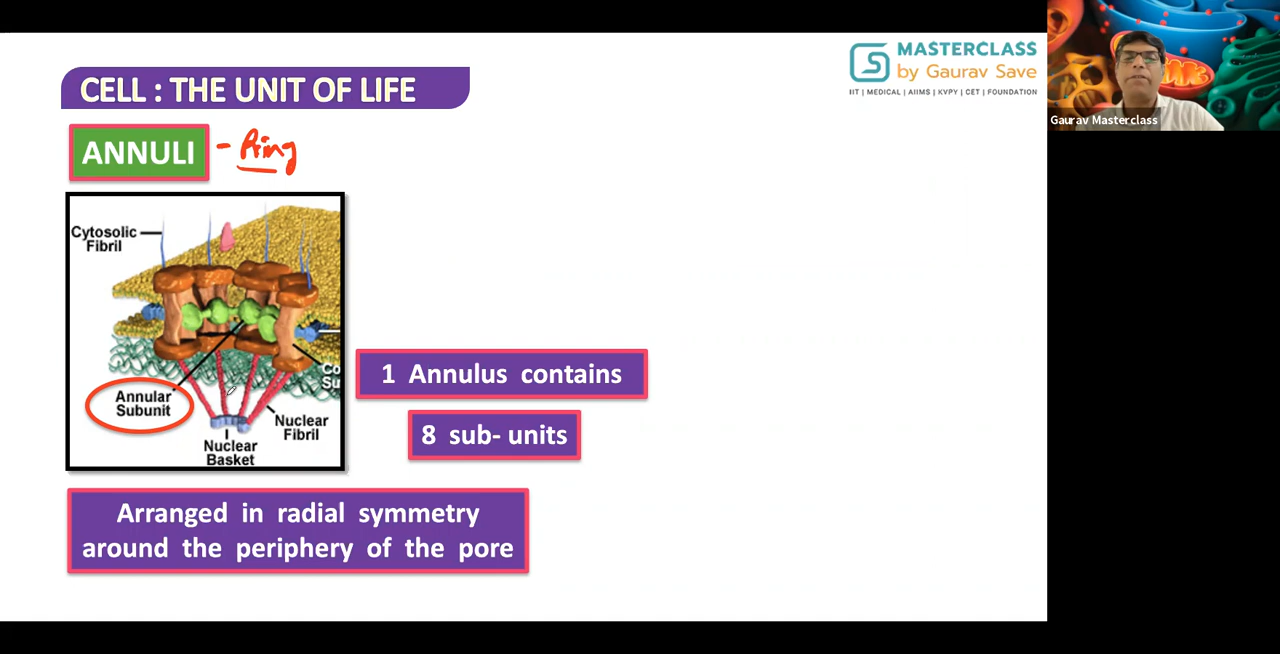 MASTERCLASS
by Gaurav Save
IIT | MEDICAL | AIIMS | KVPY | CET | FOUNDATION
Gaurav Masterclass
CELL : THE UNIT OF LIFE
ANNULI - Ring
Cytosolic
Fibril
Co
Su
Annular
Subunit
Nuclear
Fibril
Nuclear
Basket
1 Annulus contains
8 sub- units
Arranged in radial symmetry
around the periphery of the pore